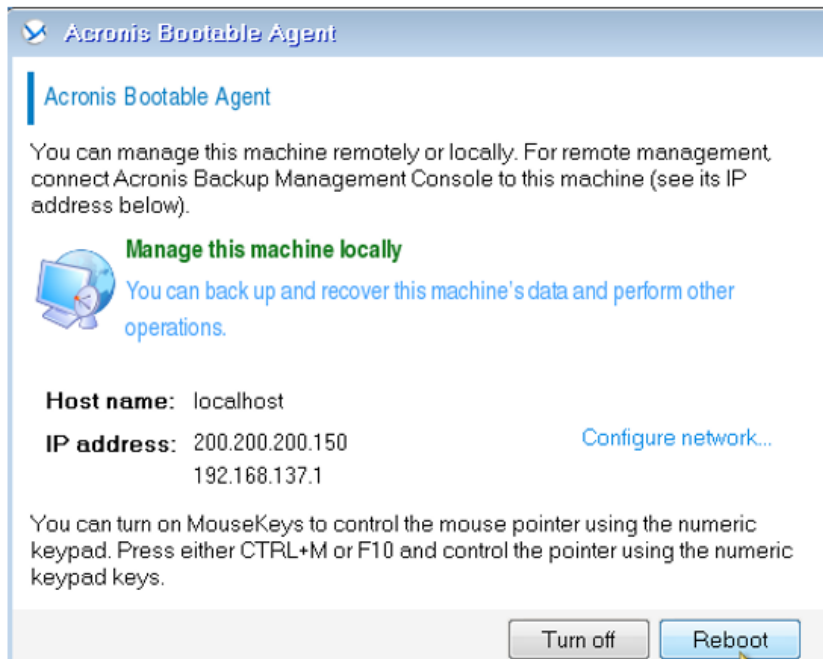 Acronis Bootable Agent
Acronis Bootable Agent
You can manage this machine remotely or locally. For remote management,
connect Acronis Backup Management Console to this machine (see its IP
address below).
Manage this machine locally
You can back up and recover this machine's data and perform other
operations.
Host name: localhost
IP address: 200.200.200.150
Configure network...
192.168.137.1
You can turn on MouseKeys to control the mouse pointer using the numeric
keypad. Press either CTRL+M or F10 and control the pointer using the numeric
keypad keys.
Turn off
Reboot